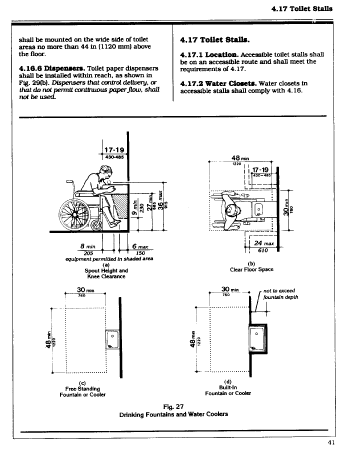 4.17 Toilet Stalls
shall be mounted on the wide side of toilet
areas no more than 44 in (1120 mm) above
the floor.
4.16.6 Dispensers. Toilet paper dispensers
shall be installed within reach, as shown in
Fig. 29(b). Dispensers that control delivery, or
that do not permit continuous paper flow, shall
not be used.
4.17 Toilet Stalls.
4.17.1 Location. Accessible toilet stalls shall
be on an accessible route and shall meet the
requirements of 4.17.
4.17.2 Water Closets. Water closets in
accessible stalls shall comply with 4.16.
17-19
430-485
9 min
230
27 min
685
36 max
915
8 min
205
6 max
150
equipment permitted in shaded area
(a)
Spout Height and
Knee Clearance
48 min
1220
17-19
430-485
30 min
760
24 max
610
(b)
Clear Floor Space
30 min
760
48 min
1220
(c)
Free Standing
Fountain or Cooler
30 min
760
not to exceed
fountain depth
48 min
1220
(d)
Built-In
Fountain or Cooler
Fig. 27
Drinking Fountains and Water Coolers
41